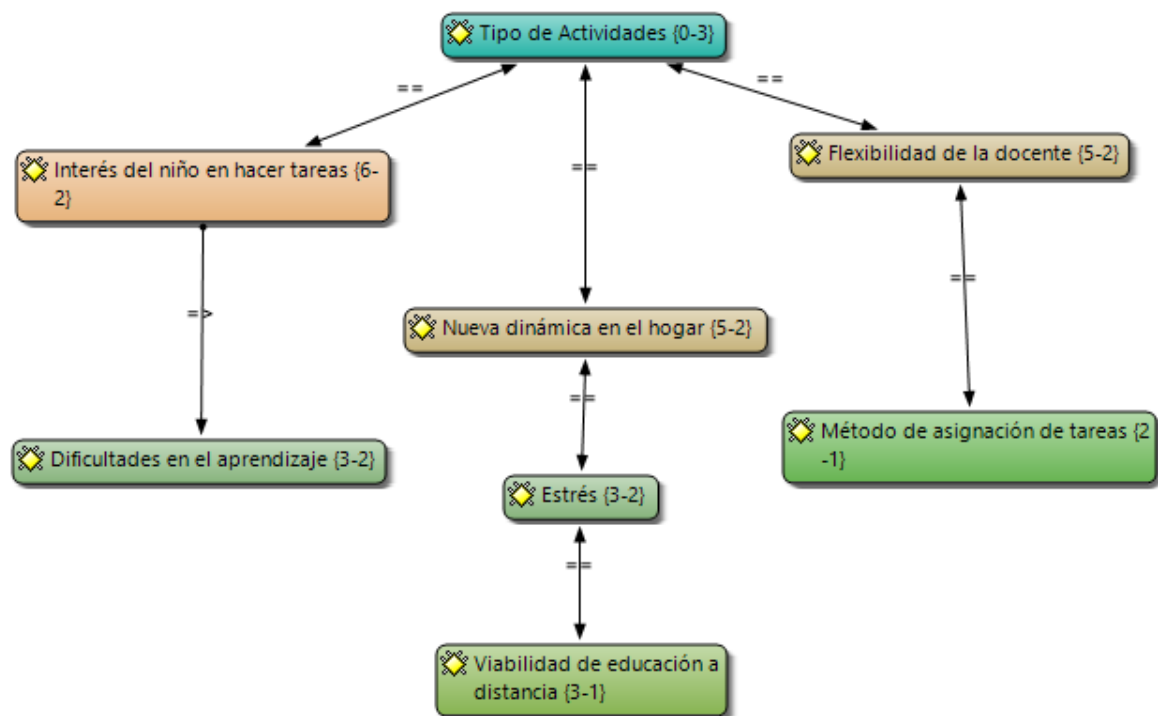 Tipo de Actividades {0-3}
==
==
Interés del niño en hacer tareas {6-
2}
==
Flexibilidad de la docente {5-2}
==
=>
Nueva dinámica en el hogar {5-2}
==
Método de asignación de tareas {2
-1}
Dificultades en el aprendizaje {3-2}
Estrés {3-2}
==
Viabilidad de educación a
distancia {3-1}